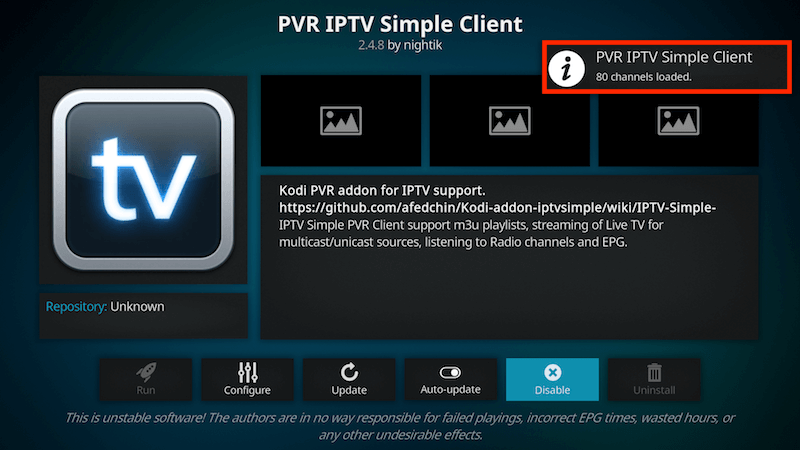 PVR IPTV Simple Client
2.4.8 by nightik
PVR IPTV Simple Client
80 channels loaded.
tv
Kodi PVR addon for IPTV support.
https://github.com/afedchin/Kodi-addon-iptvsimple/wiki/IPTV-Simple-
IPTV Simple PVR Client support m3u playlists, streaming of Live TV for
multicast/unicast sources, listening to Radio channels and EPG.
Repository: Unknown
Run
Configure
Update
Auto-update
Disable
Uninstall
This is unstable software! The authors are in no way responsible for failed playings, incorrect EPG times, wasted hours, or
any other undesirable effects.